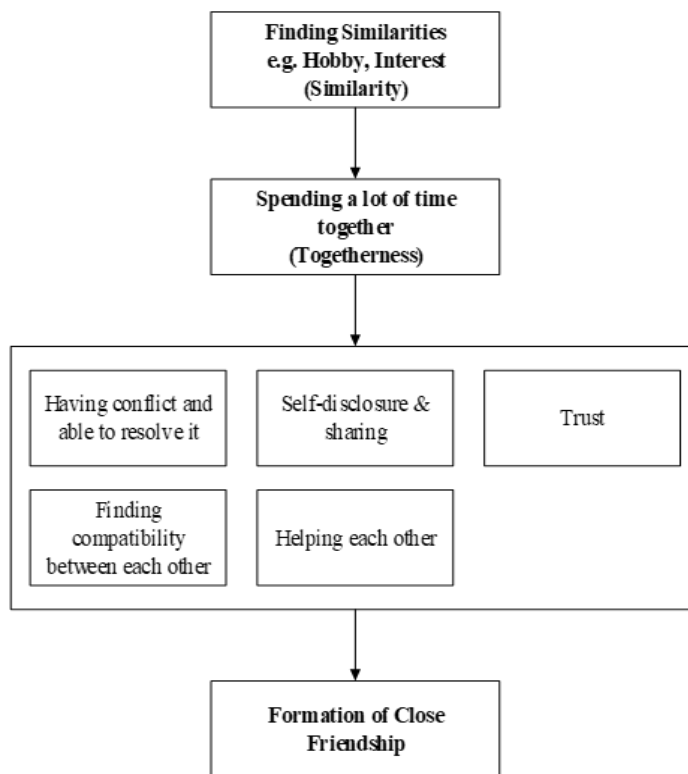 Finding Similarities
e.g. Hobby, Interest
(Similarity)
Spending a lot of time
together
(Togetherness)
Having conflict and
able to resolve it
Self-disclosure &
sharing
Trust
Finding
compatibility
between each other
Helping each other
Formation of Close
Friendship